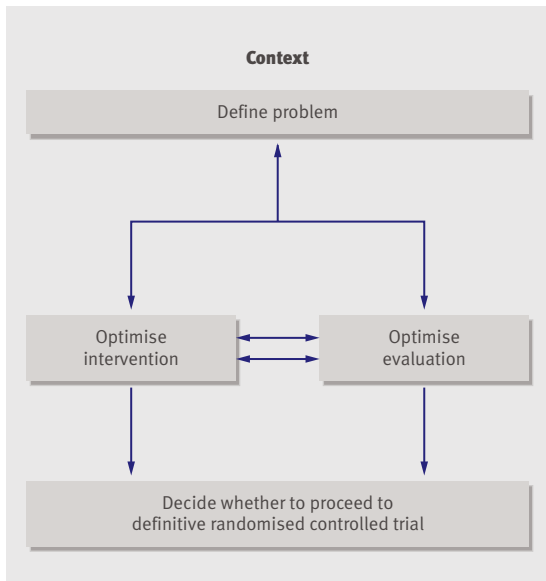 Context
Define problem
Optimise
intervention
Optimise
evaluation
Decide whether to proceed to
definitive randomised controlled trial